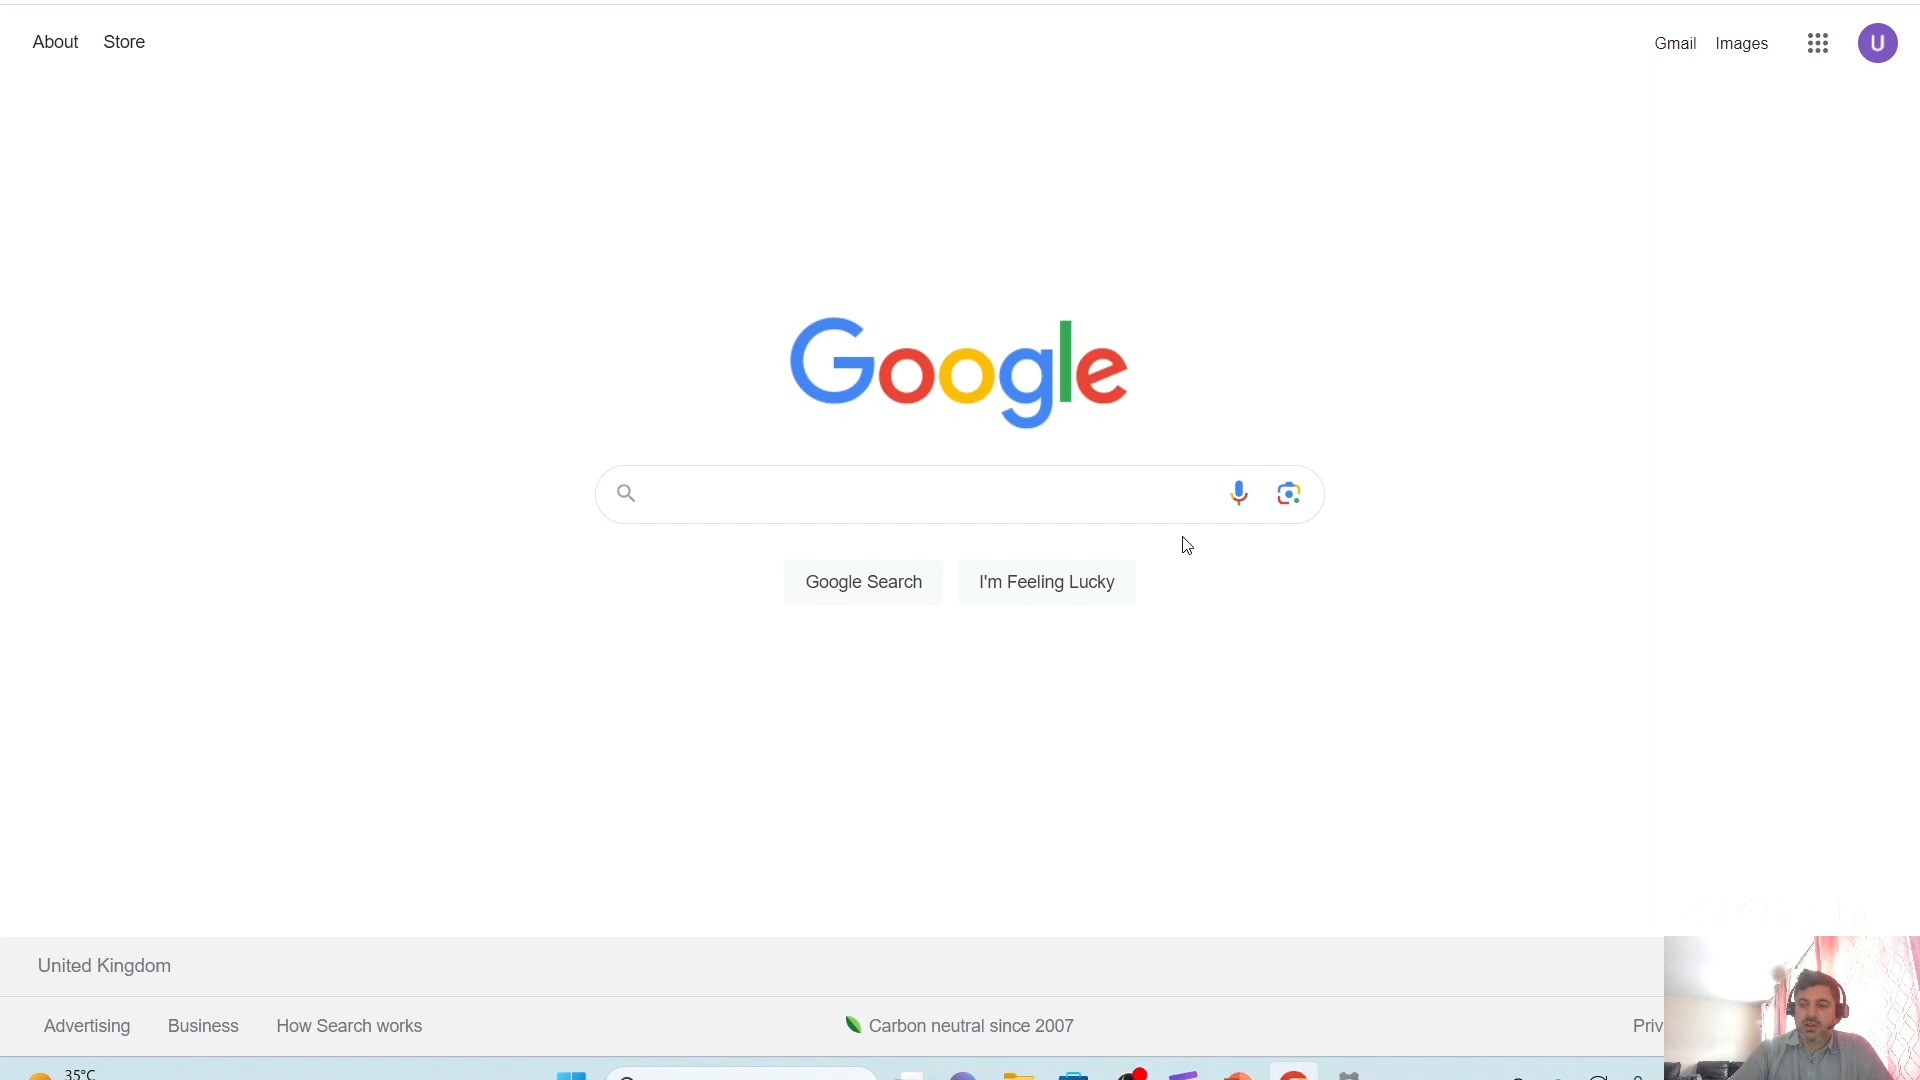 About Store
Gmail Images
U
Google
Google Search I'm Feeling Lucky
United Kingdom
Advertising Business How Search works
Carbon neutral since 2007
Priv
35°C